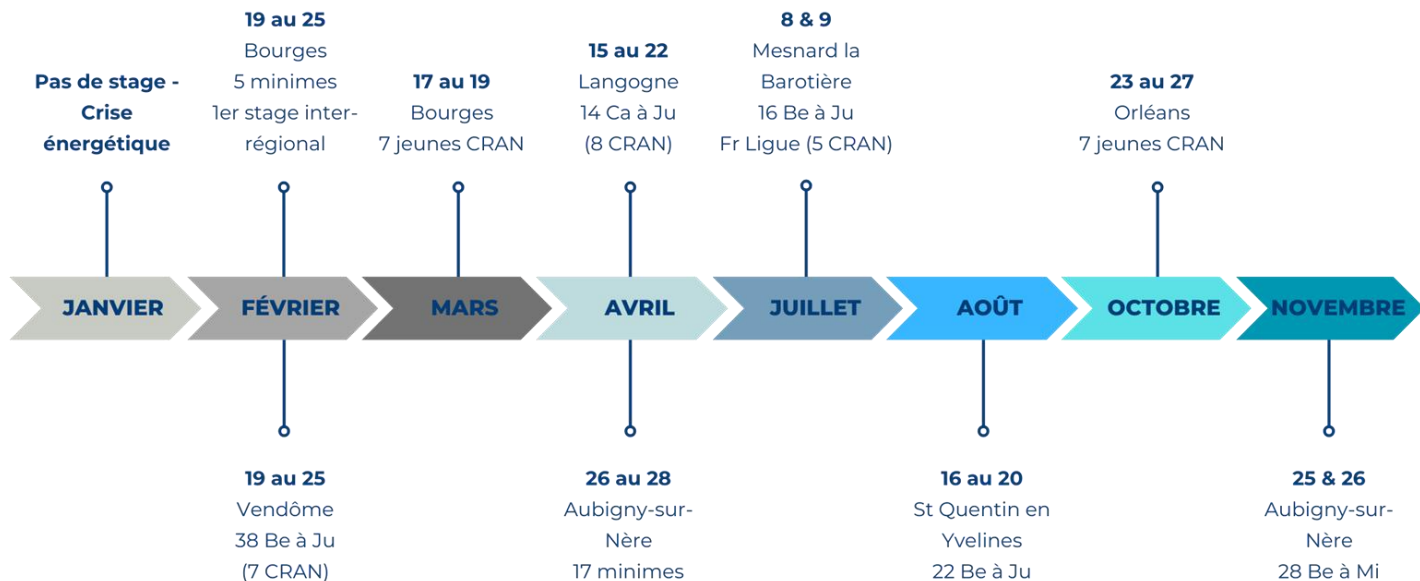 Pas de stage -
Crise
énergétique
19 au 25
Bourges
5 minimes
1er stage inter-
régional
17 au 19
Bourges
7 jeunes CRAN
15 au 22
Langogne
14 Ca à Ju
(8 CRAN)
8 & 9
Mesnard la
Barotière
16 Be à Ju
Fr Ligue (5 CRAN)
23 au 27
Orléans
7 jeunes CRAN
JANVIER
FÉVRIER
MARS
AVRIL
JUILLET
AOÛT
OCTOBRE
NOVEMBRE
19 au 25
Vendôme
38 Be à Ju
(7 CRAN)
26 au 28
Aubigny-sur-
Nère
17 minimes
16 au 20
St Quentin en
Yvelines
22 Be à Ju
25 & 26
Aubigny-sur-
Nère
28 Be à Mi